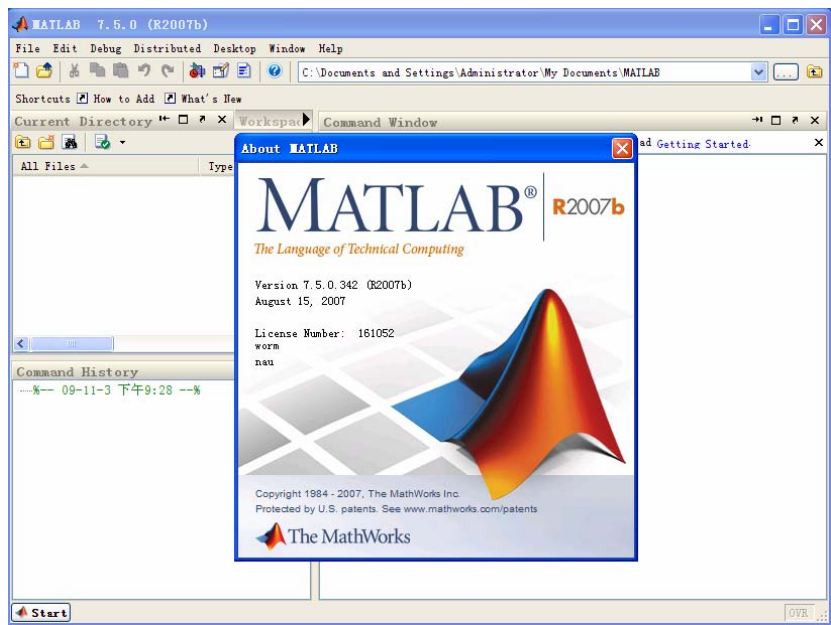 MATLAB 7.5.0 (R2007b)
File Edit Debug Distributed Desktop Window Help
C:\Documents and Settings\Administrator\My Documents\MATLAB
Shortcuts How to Add What's New
Current Directory Workspac Command Window
ad Getting Started.
All Files Type
About MATLAB
MATLAB® R2007b
The Language of Technical Computing
Version 7.5.0.342 (R2007b)
August 15, 2007
License Number: 161052
worm
nau
Command History
%-- 09-11-3 下午9:28 --%
Copyright 1984 - 2007, The MathWorks Inc.
Protected by U.S. patents. See www.mathworks.com/patents
The MathWorks
Start
OVR